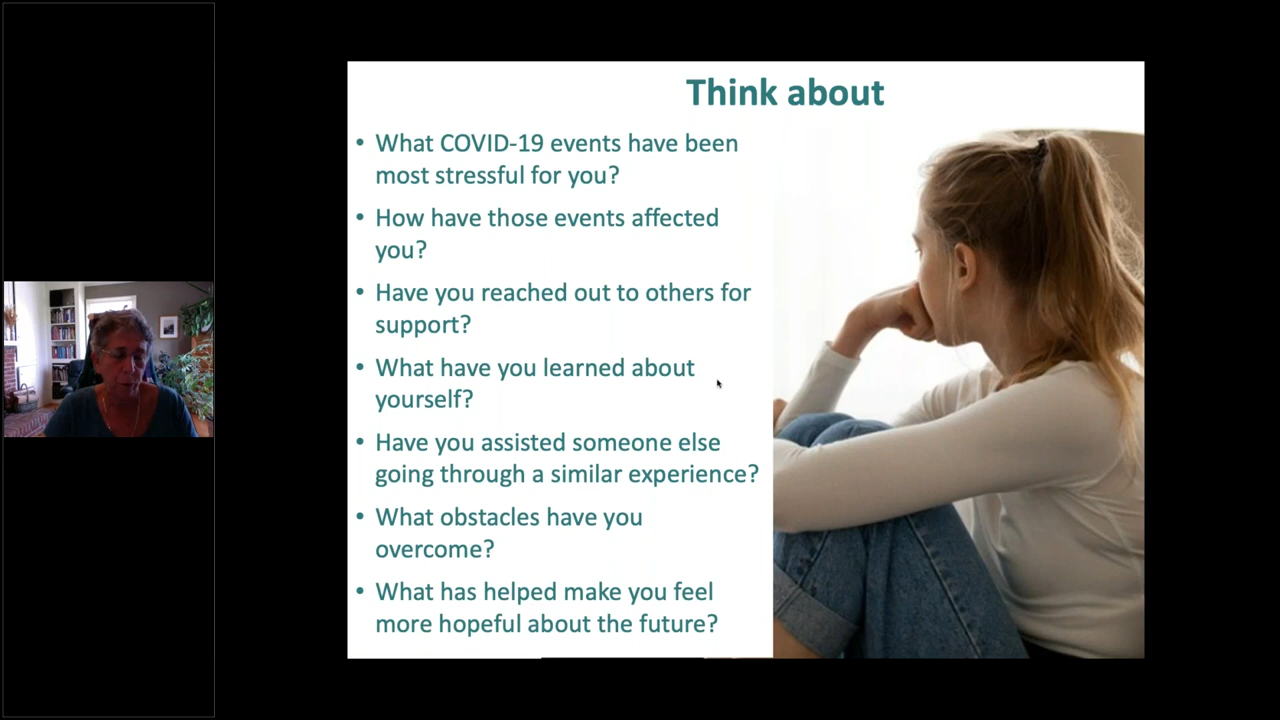 Think about
• What COVID-19 events have been
most stressful for you?
• How have those events affected
you?
• Have you reached out to others for
support?
• What have you learned about
yourself?
• Have you assisted someone else
going through a similar experience?
• What obstacles have you
overcome?
• What has helped make you feel
more hopeful about the future?